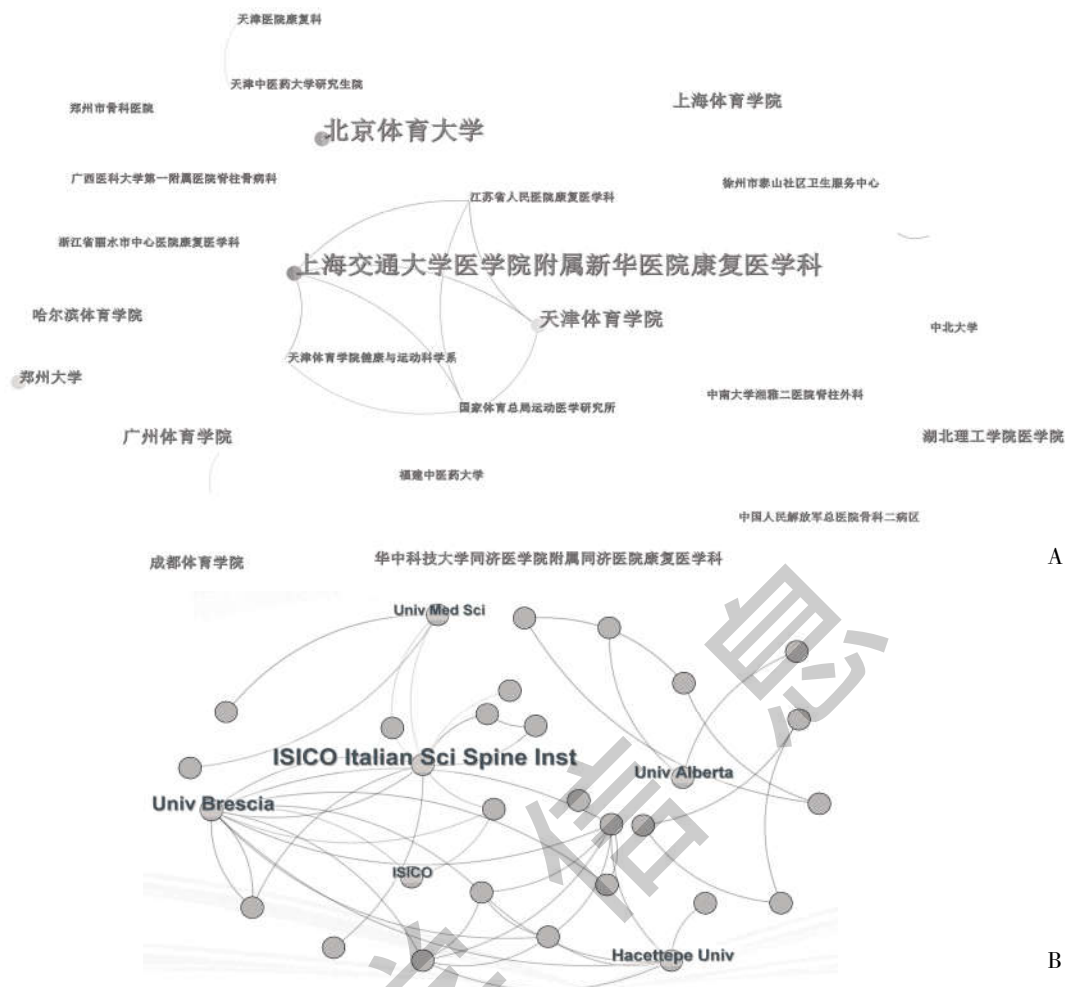 天津医院康复科
天津中医药大学研究生院
郑州市骨科医院
上海体育学院
北京体育大学
广西医科大学第一附属医院脊柱骨病科
徐州市泰山社区卫生服务中心
江苏省人民医院康复医学科
浙江省丽水市中心医院康复医学科
上海交通大学医学院附属新华医院康复医学科
哈尔滨体育学院
天津体育学院
中北大学
天津体育学院健康与运动科学系
郑州大学
中南大学湘雅二医院脊柱外科
国家体育总局运动医学研究所
广州体育学院
湖北理工学院医学院
福建中医药大学
中国人民解放军总医院骨科二病区
成都体育学院
华中科技大学同济医学院附属同济医院康复医学科
A
Univ Med Sci
ISICO Italian Sci Spine Inst
Univ Alberta
Univ Brescia
ISICO
Hacettepe Univ
B
信息